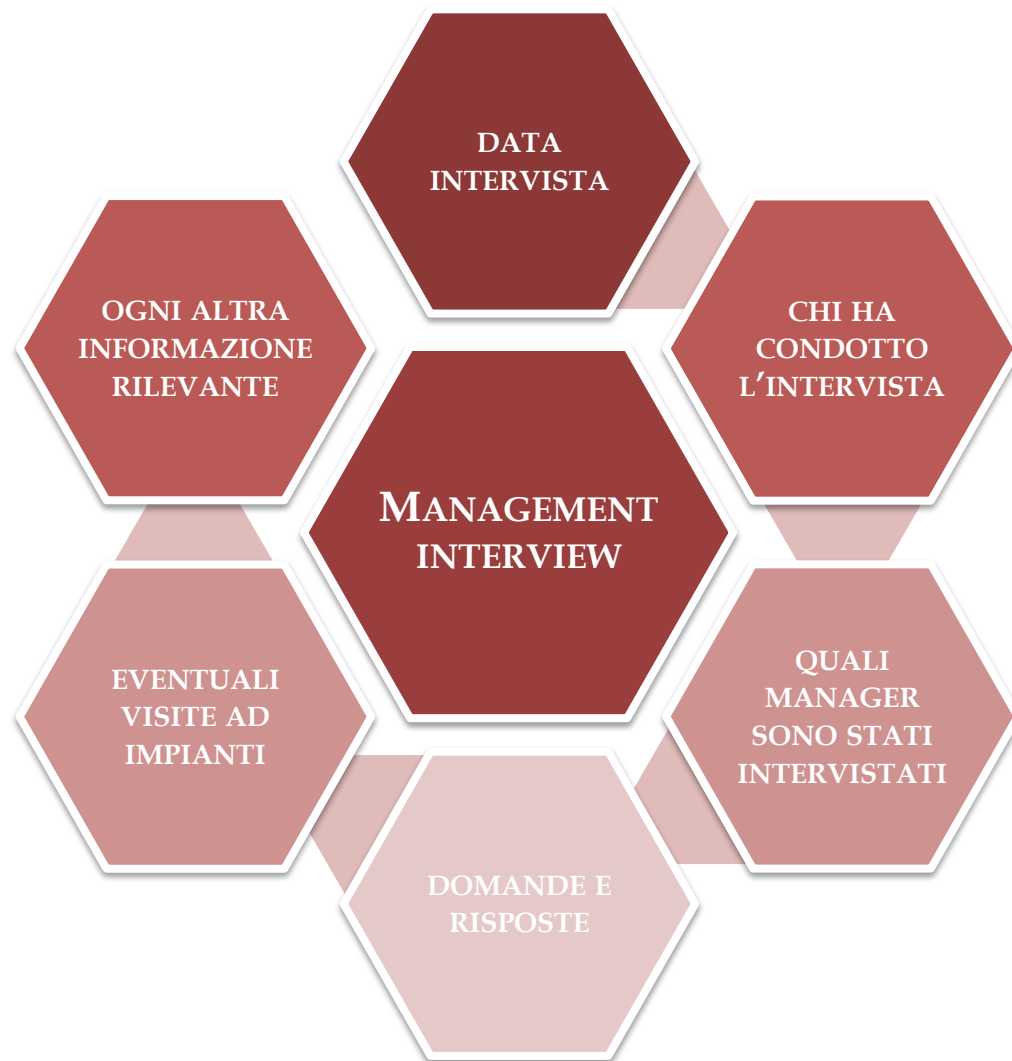 DATA
INTERVISTA
CHI HA
CONDOTTO
L'INTERVISTA
QUALI
MANAGER
SONO STATI
INTERVISTATI
DOMANDE E
RISPOSTE
EVENTUALI
VISITE AD
IMPIANTI
OGNI ALTRA
INFORMAZIONE
RILEVANTE
MANAGEMENT
INTERVIEW